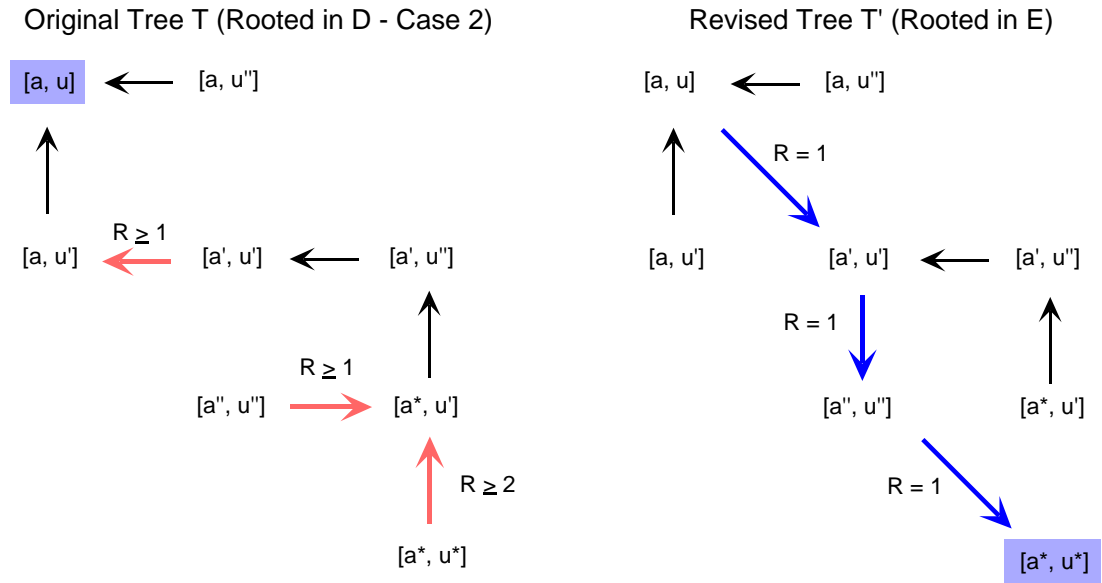 Original Tree T (Rooted in D - Case 2)
Revised Tree T' (Rooted in E)
[a, u]
[a, u'']
[a, u]
[a, u'']
R = 1
R ≥ 1
[a, u']
[a', u']
[a', u'']
[a, u']
[a', u']
[a', u'']
R = 1
R ≥ 1
[a'', u'']
[a*, u']
[a'', u'']
[a*, u']
R ≥ 2
R = 1
[a*, u*]
[a*, u*]